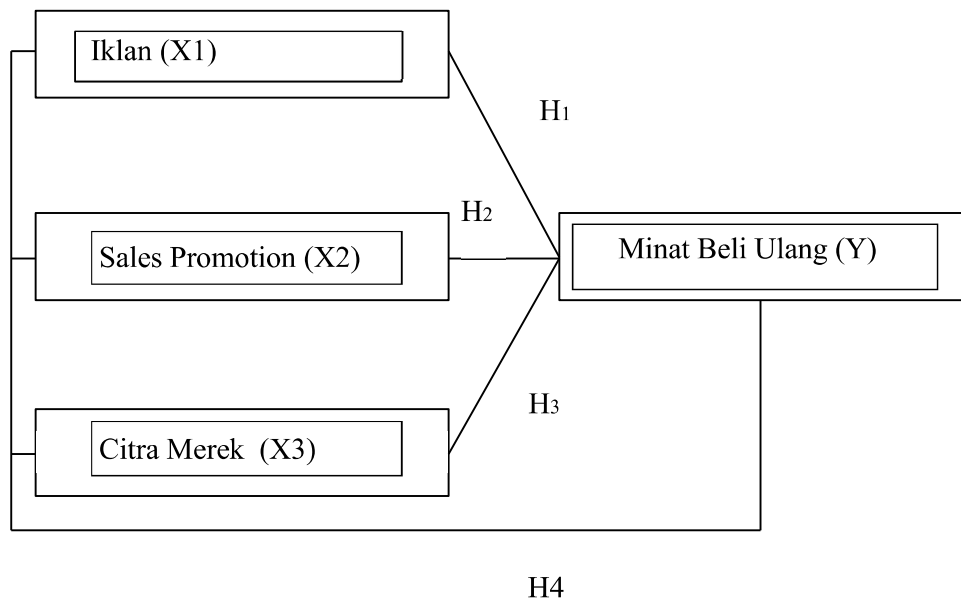 Iklan (X1)
H1
H2
Sales Promotion (X2)
Minat Beli Ulang (Y)
H3
Citra Merek  (X3)
H4